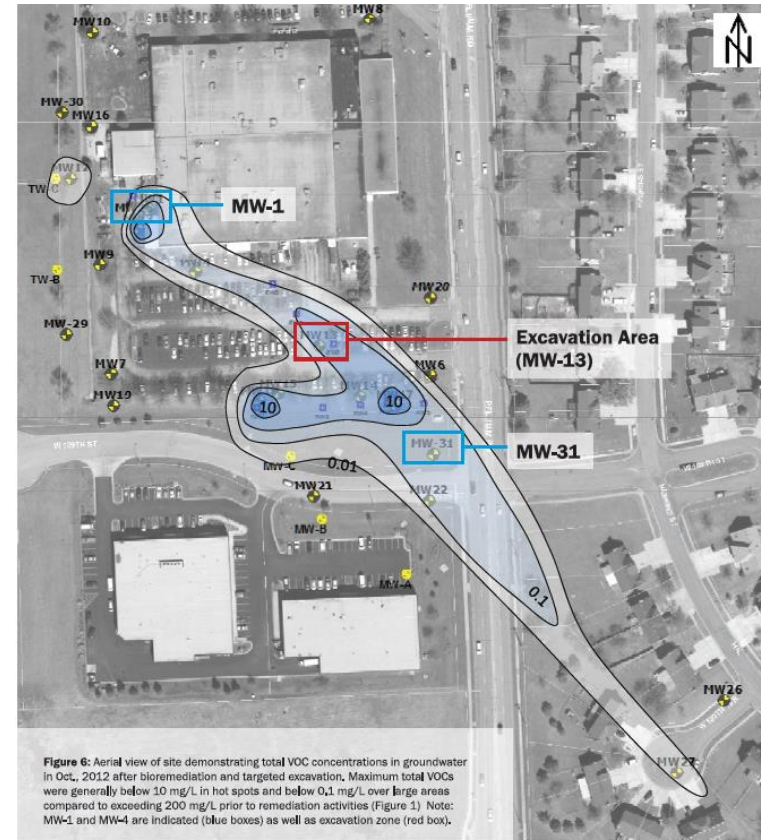 MW8
MW10
N
MW-30
MW16
MW12
TW-C
MW-1
MW9
TW-B
MW20
MW-29
MW13
Excavation Area
(MW-13)
MW7
MW6
MW14
MW19
10
10
MW-31
MW-31
W 109TH ST
MW-C
0.01
MW21
MW22
MW-B
MW-A
0.1
MW26
MW27
Figure 6: Aerial view of site demonstrating total VOC concentrations in groundwater
in Oct., 2012 after bioremediation and targeted excavation. Maximum total VOCs
were generally below 10 mg/L in hot spots and below 0.1 mg/L over large areas
compared to exceeding 200 mg/L prior to remediation activities (Figure 1) Note:
MW-1 and MW-4 are indicated (blue boxes) as well as excavation zone (red box).